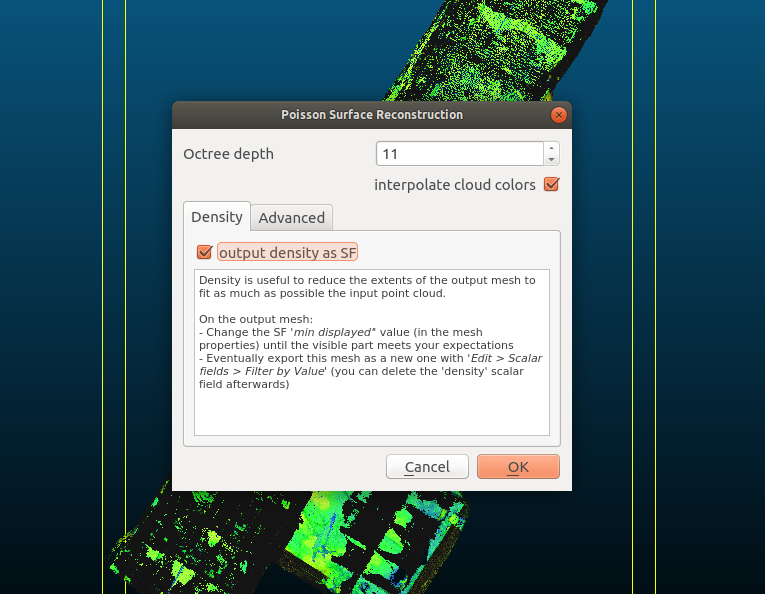 Poisson Surface Reconstruction
Octree depth
11
interpolate cloud colors
Density
Advanced
output density as SF
Density is useful to reduce the extents of the output mesh to
fit as much as possible the input point cloud.
On the output mesh:
- Change the SF 'min displayed" value (in the mesh
properties) until the visible part meets your expectations
- Eventually export this mesh as a new one with 'Edit > Scalar
fields > Filter by Value' (you can delete the 'density' scalar
field afterwards)
Cancel
OK